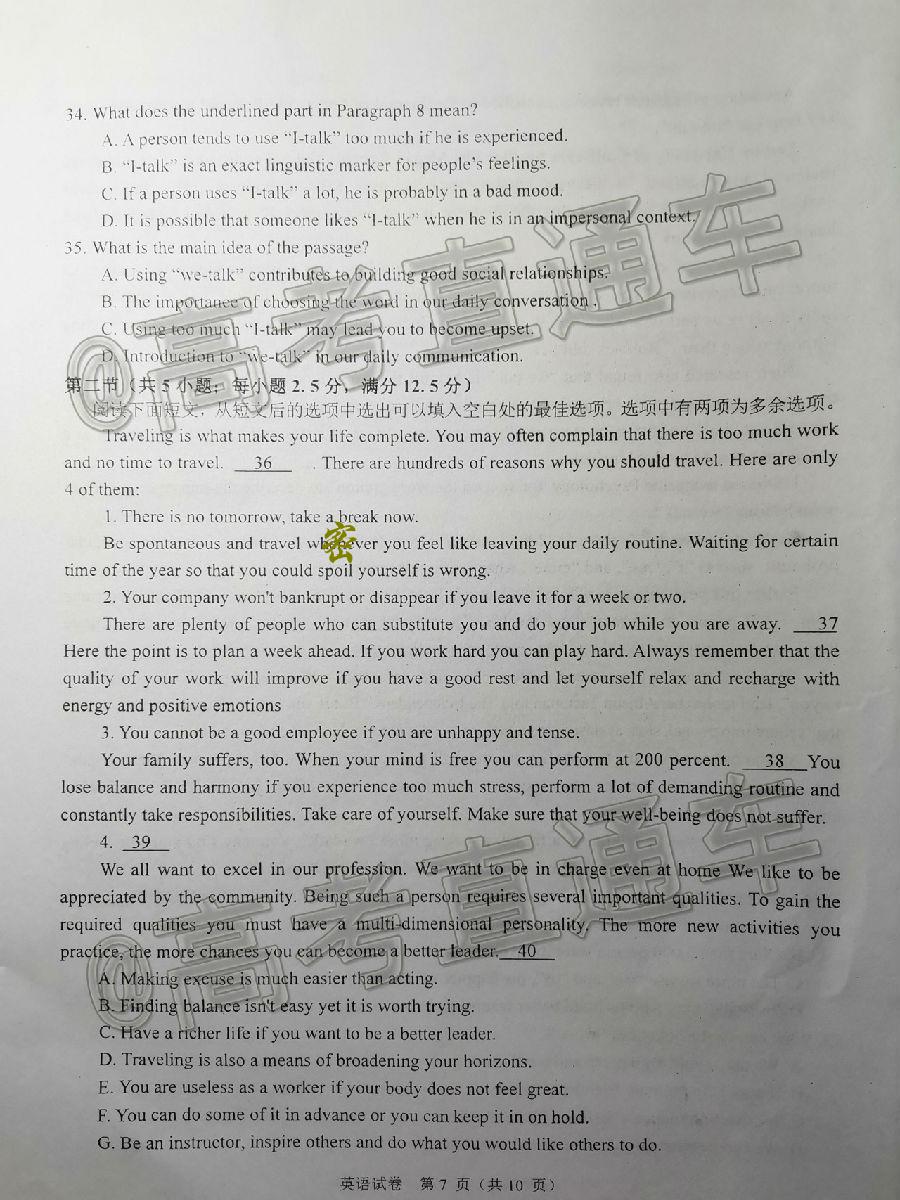 34. What does the underlined part in Paragraph 8 mean?
A. A person tends to use “I-talk” too much if he is experienced.
B. “I-talk” is an exact linguistic marker for people’s feelings.
C. If a person uses “I-talk” a lot, he is probably in a bad mood.
D. It is possible that someone likes “I-talk” when he is in an impersonal context.
35. What is the main idea of the passage?
A. Using “we-talk” contributes to building good social relationships.
B. The importance of choosing the word in our daily conversation .
C. Using too much “I-talk” may lead you to become upset.
D. Introduction to “we-talk” in our daily communication.
第二节（共 5 小题；每小题 2.5 分，满分 12.5 分）
阅读下面短文，从短文后的选项中选出可以填入空白处的最佳选项。选项中有两项为多余选项。
Traveling is what makes your life complete. You may often complain that there is too much work
and no time to travel. 36 . There are hundreds of reasons why you should travel. Here are only
4 of them:
1. There is no tomorrow, take a break now.
Be spontaneous and travel whenever you feel like leaving your daily routine. Waiting for certain
time of the year so that you could spoil yourself is wrong.
2. Your company won't bankrupt or disappear if you leave it for a week or two.
There are plenty of people who can substitute you and do your job while you are away. 37
Here the point is to plan a week ahead. If you work hard you can play hard. Always remember that the
quality of your work will improve if you have a good rest and let yourself relax and recharge with
energy and positive emotions
3. You cannot be a good employee if you are unhappy and tense.
Your family suffers, too. When your mind is free you can perform at 200 percent. 38 You
lose balance and harmony if you experience too much stress, perform a lot of demanding routine and
constantly take responsibilities. Take care of yourself. Make sure that your well-being does not suffer.
4. 39
We all want to excel in our profession. We want to be in charge even at home We like to be
appreciated by the community. Being such a person requires several important qualities. To gain the
required qualities you must have a multi-dimensional personality. The more new activities you
practice, the more chances you can become a better leader. 40
A. Making excuse is much easier than acting.
B. Finding balance isn't easy yet it is worth trying.
C. Have a richer life if you want to be a better leader.
D. Traveling is also a means of broadening your horizons.
E. You are useless as a worker if your body does not feel great.
F. You can do some of it in advance or you can keep it in on hold.
G. Be an instructor, inspire others and do what you would like others to do.
英语试卷 第 7 页（共 10 页）
@高考直通车
密
@高考直通车